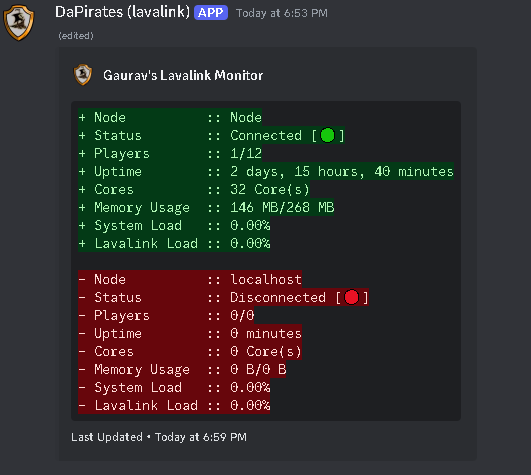 DaPirates (lavalink) APP Today at 6:53 PM
(edited)
Gaurav's Lavalink Monitor
+ Node :: Node
+ Status :: Connected [🟢]
+ Players :: 1/12
+ Uptime :: 2 days, 15 hours, 40 minutes
+ Cores :: 32 Core(s)
+ Memory Usage :: 146 MB/268 MB
+ System Load :: 0.00%
+ Lavalink Load :: 0.00%
- Node :: localhost
- Status :: Disconnected [🔴]
- Players :: 0/0
- Uptime :: 0 minutes
- Cores :: 0 Core(s)
- Memory Usage :: 0 B/0 B
- System Load :: 0.00%
- Lavalink Load :: 0.00%
Last Updated • Today at 6:59 PM